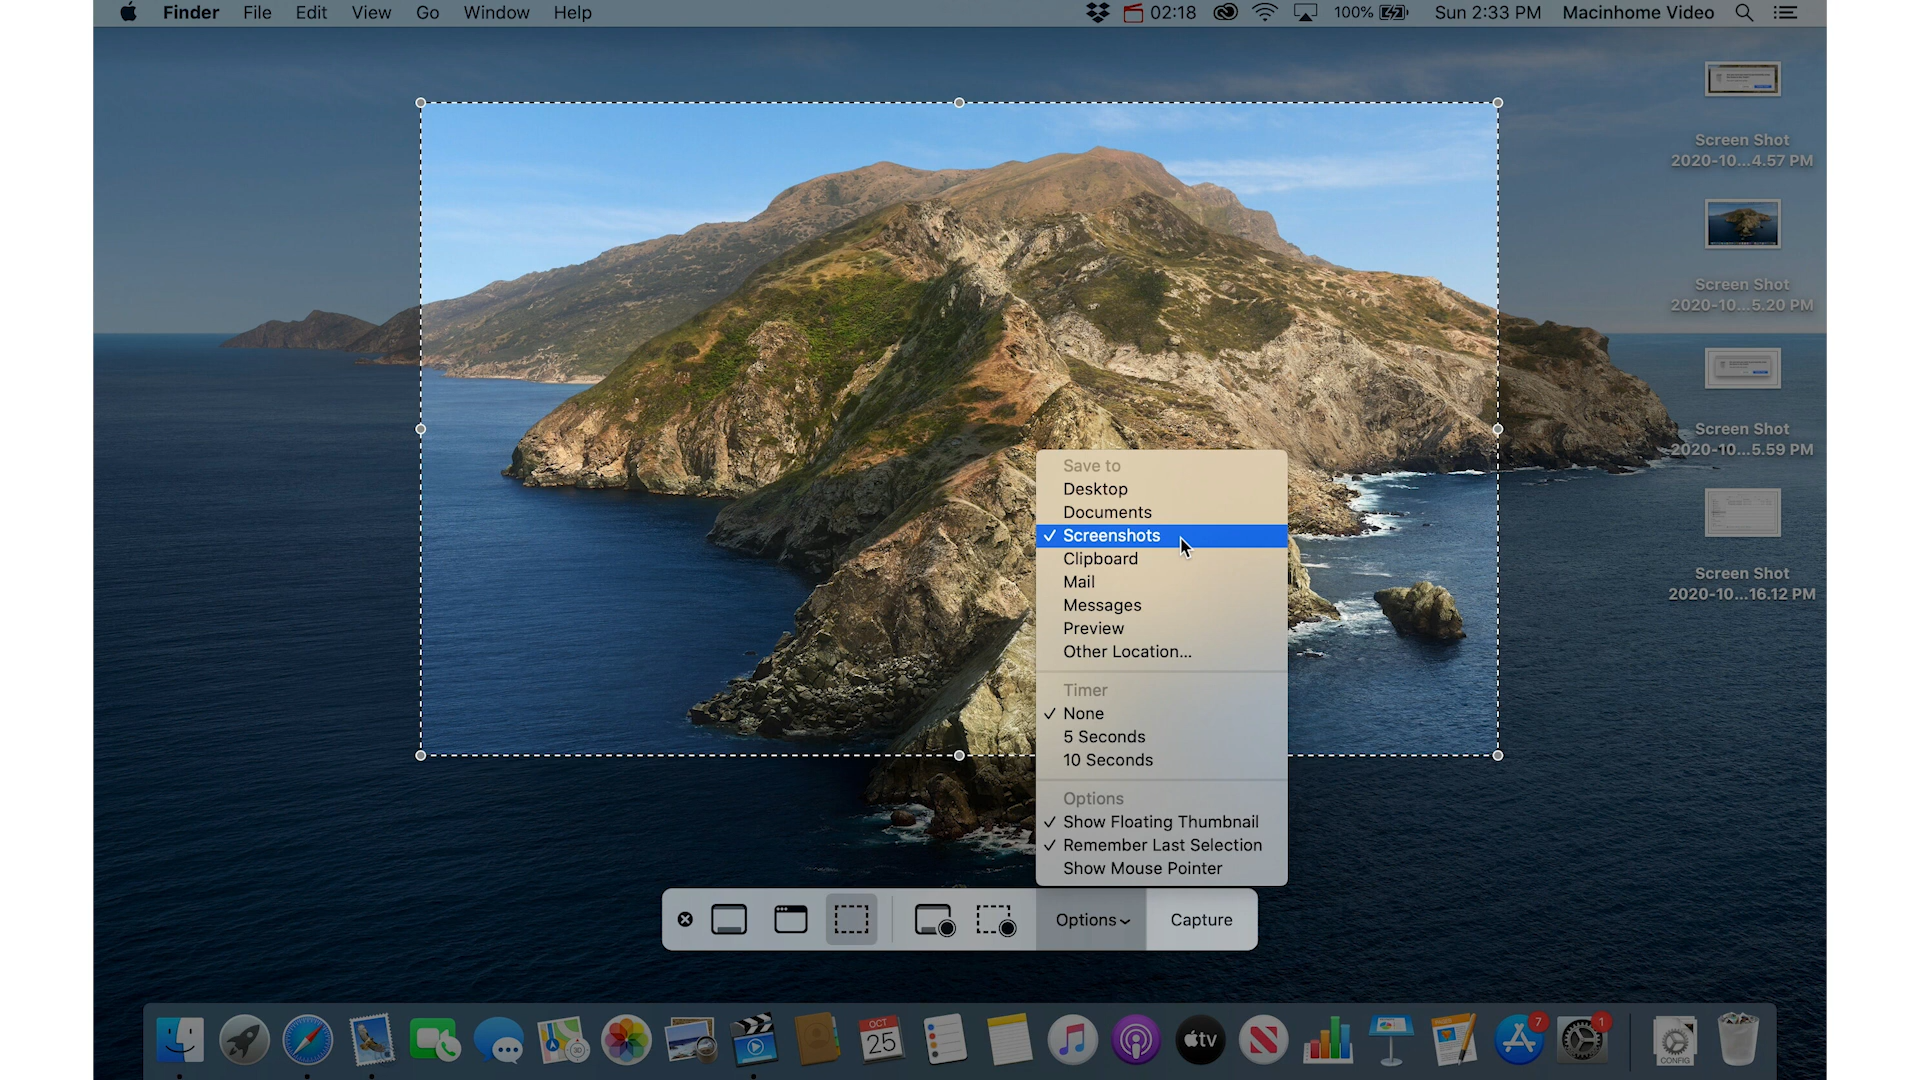 Finder File Edit View Go Window Help 02:18 100% Sun 2:33 PM Macinhome Video
Screen Shot
2020-10...4.57 PM
Screen Shot
2020-10...5.20 PM
Screen Shot
2020-10...5.59 PM
Screen Shot
2020-10...16.12 PM
Save to
Desktop
Documents
✓ Screenshots
Clipboard
Mail
Messages
Preview
Other Location...
Timer
✓ None
5 Seconds
10 Seconds
Options
✓ Show Floating Thumbnail
✓ Remember Last Selection
Show Mouse Pointer
Options Capture
OCT
25
tv
7
1
CONFIG